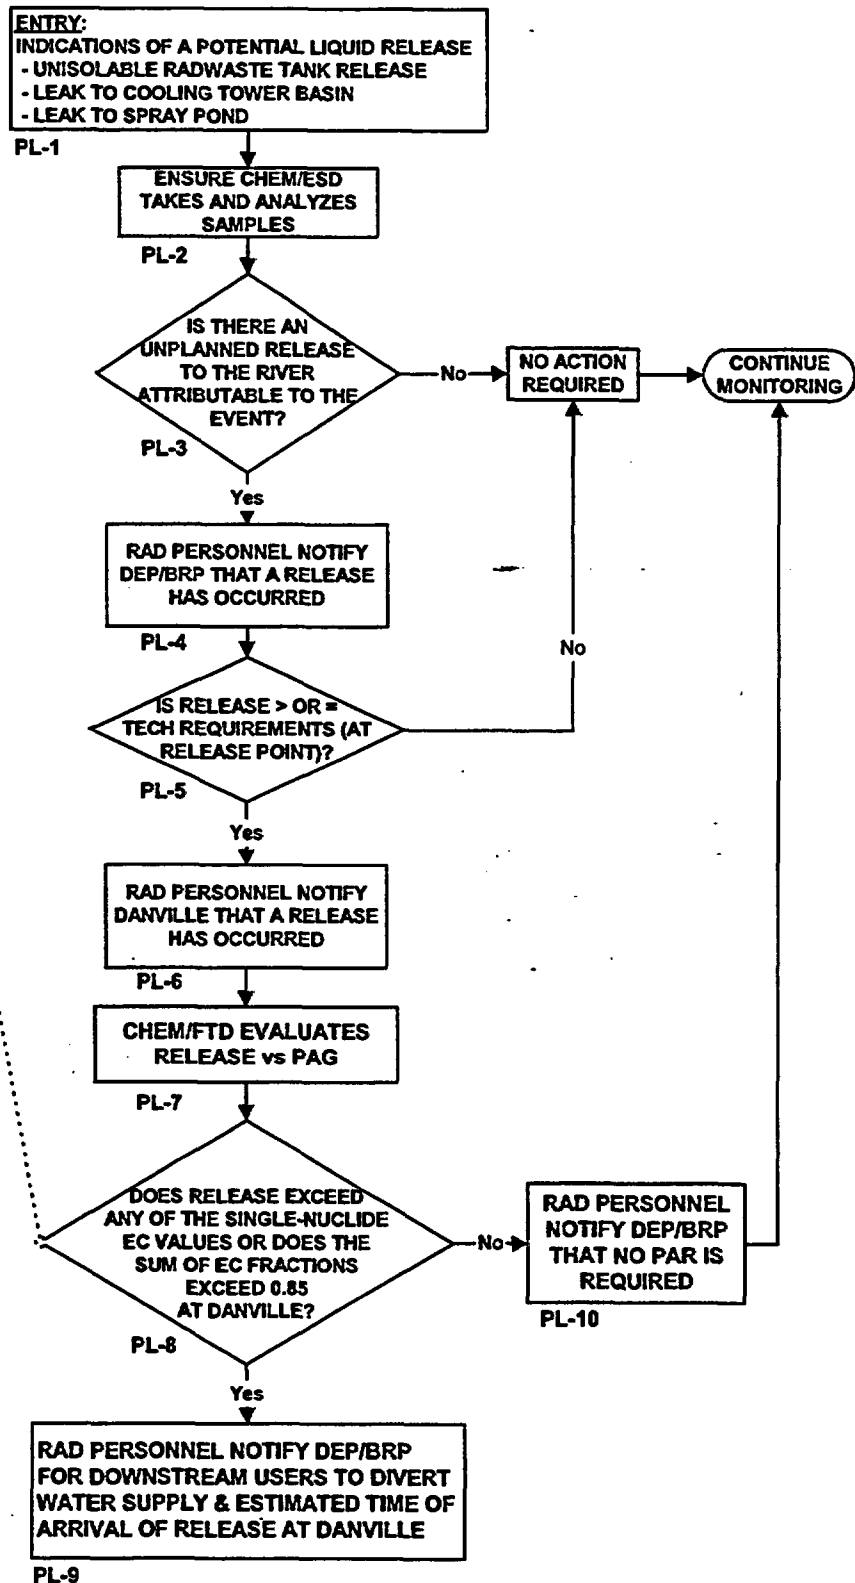 ENTRY:
INDICATIONS OF A POTENTIAL LIQUID RELEASE
- UNISOLABLE RADWASTE TANK RELEASE
- LEAK TO COOLING TOWER BASIN
- LEAK TO SPRAY POND
PL-1
ENSURE CHEM/ESD
TAKES AND ANALYZES
SAMPLES
PL-2
IS THERE AN
UNPLANNED RELEASE
TO THE RIVER
ATTRIBUTABLE TO THE
EVENT?
PL-3
No
NO ACTION
REQUIRED
CONTINUE
MONITORING
Yes
RAD PERSONNEL NOTIFY
DEP/BRP THAT A RELEASE
HAS OCCURRED
PL-4
No
IS RELEASE > OR =
TECH REQUIREMENTS (AT
RELEASE POINT)?
PL-5
Yes
RAD PERSONNEL NOTIFY
DANVILLE THAT A RELEASE
HAS OCCURRED
PL-6
CHEM/FTD EVALUATES
RELEASE vs PAG
PL-7
DOES RELEASE EXCEED
ANY OF THE SINGLE-NUCLIDE
EC VALUES OR DOES THE
SUM OF EC FRACTIONS
EXCEED 0.85
AT DANVILLE?
PL-8
No
RAD PERSONNEL
NOTIFY DEP/BRP
THAT NO PAR IS
REQUIRED
PL-10
Yes
RAD PERSONNEL NOTIFY DEP/BRP
FOR DOWNSTREAM USERS TO DIVERT
WATER SUPPLY & ESTIMATED TIME OF
ARRIVAL OF RELEASE AT DANVILLE
PL-9